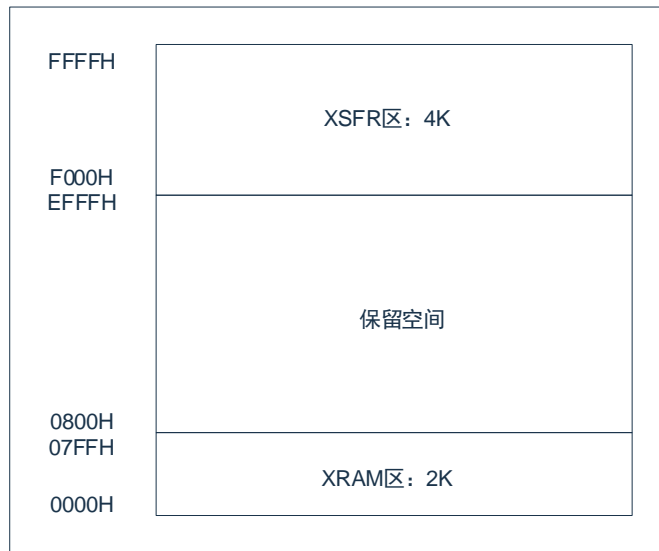 FFFFH
XSFR区：4K
F000H
EFFFH
保留空间
0800H
07FFH
XRAM区：2K
0000H